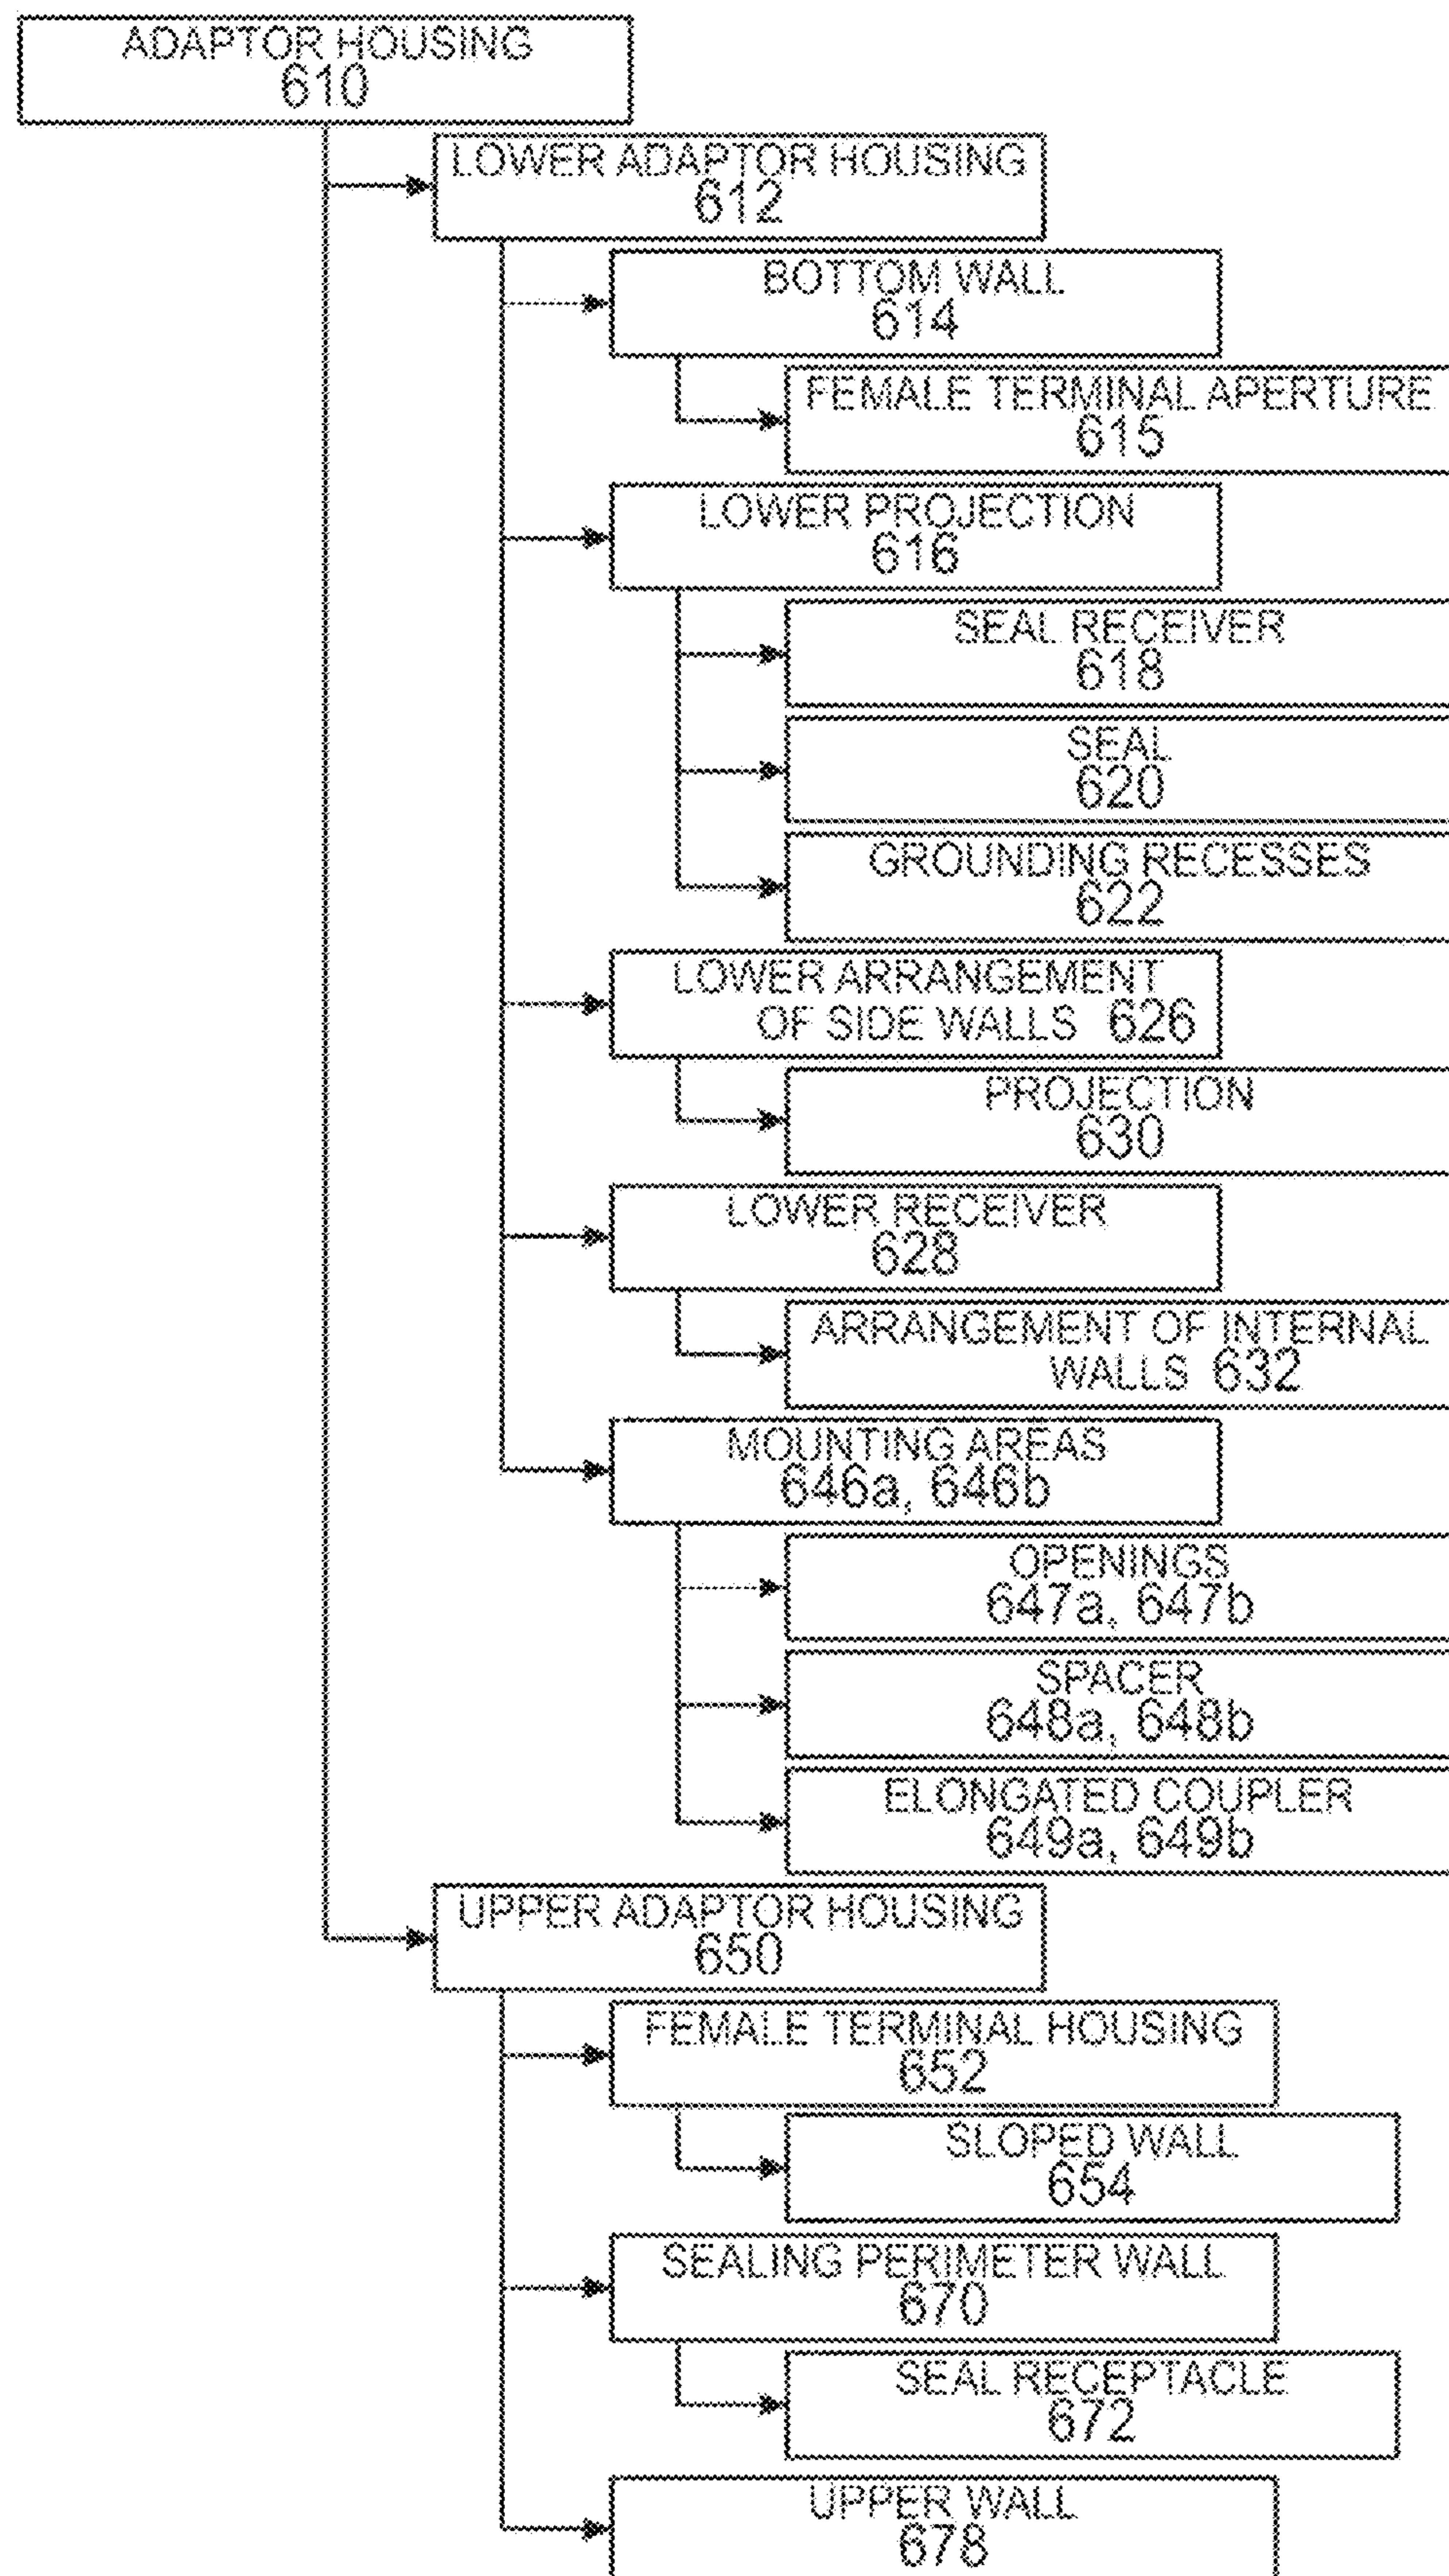 ADAPTOR HOUSING
610
LOWER ADAPTOR HOUSING
612
BOTTOM WALL
614
FEMALE TERMINAL APERTURE
615
LOWER PROJECTION
616
SEAL RECEIVER
618
SEAL
620
GROUNDING RECESSES
622
LOWER ARRANGEMENT
OF SIDE WALLS 626
PROJECTION
630
LOWER RECEIVER
628
ARRANGEMENT OF INTERNAL
WALLS 632
MOUNTING AREAS
646a, 646b
OPENINGS
647a, 647b
SPACER
648a, 648b
ELONGATED COUPLER
649a, 649b
UPPER ADAPTOR HOUSING
650
FEMALE TERMINAL HOUSING
652
SLOPED WALL
654
SEALING PERIMETER WALL
670
SEAL RECEPTACLE
672
UPPER WALL
678